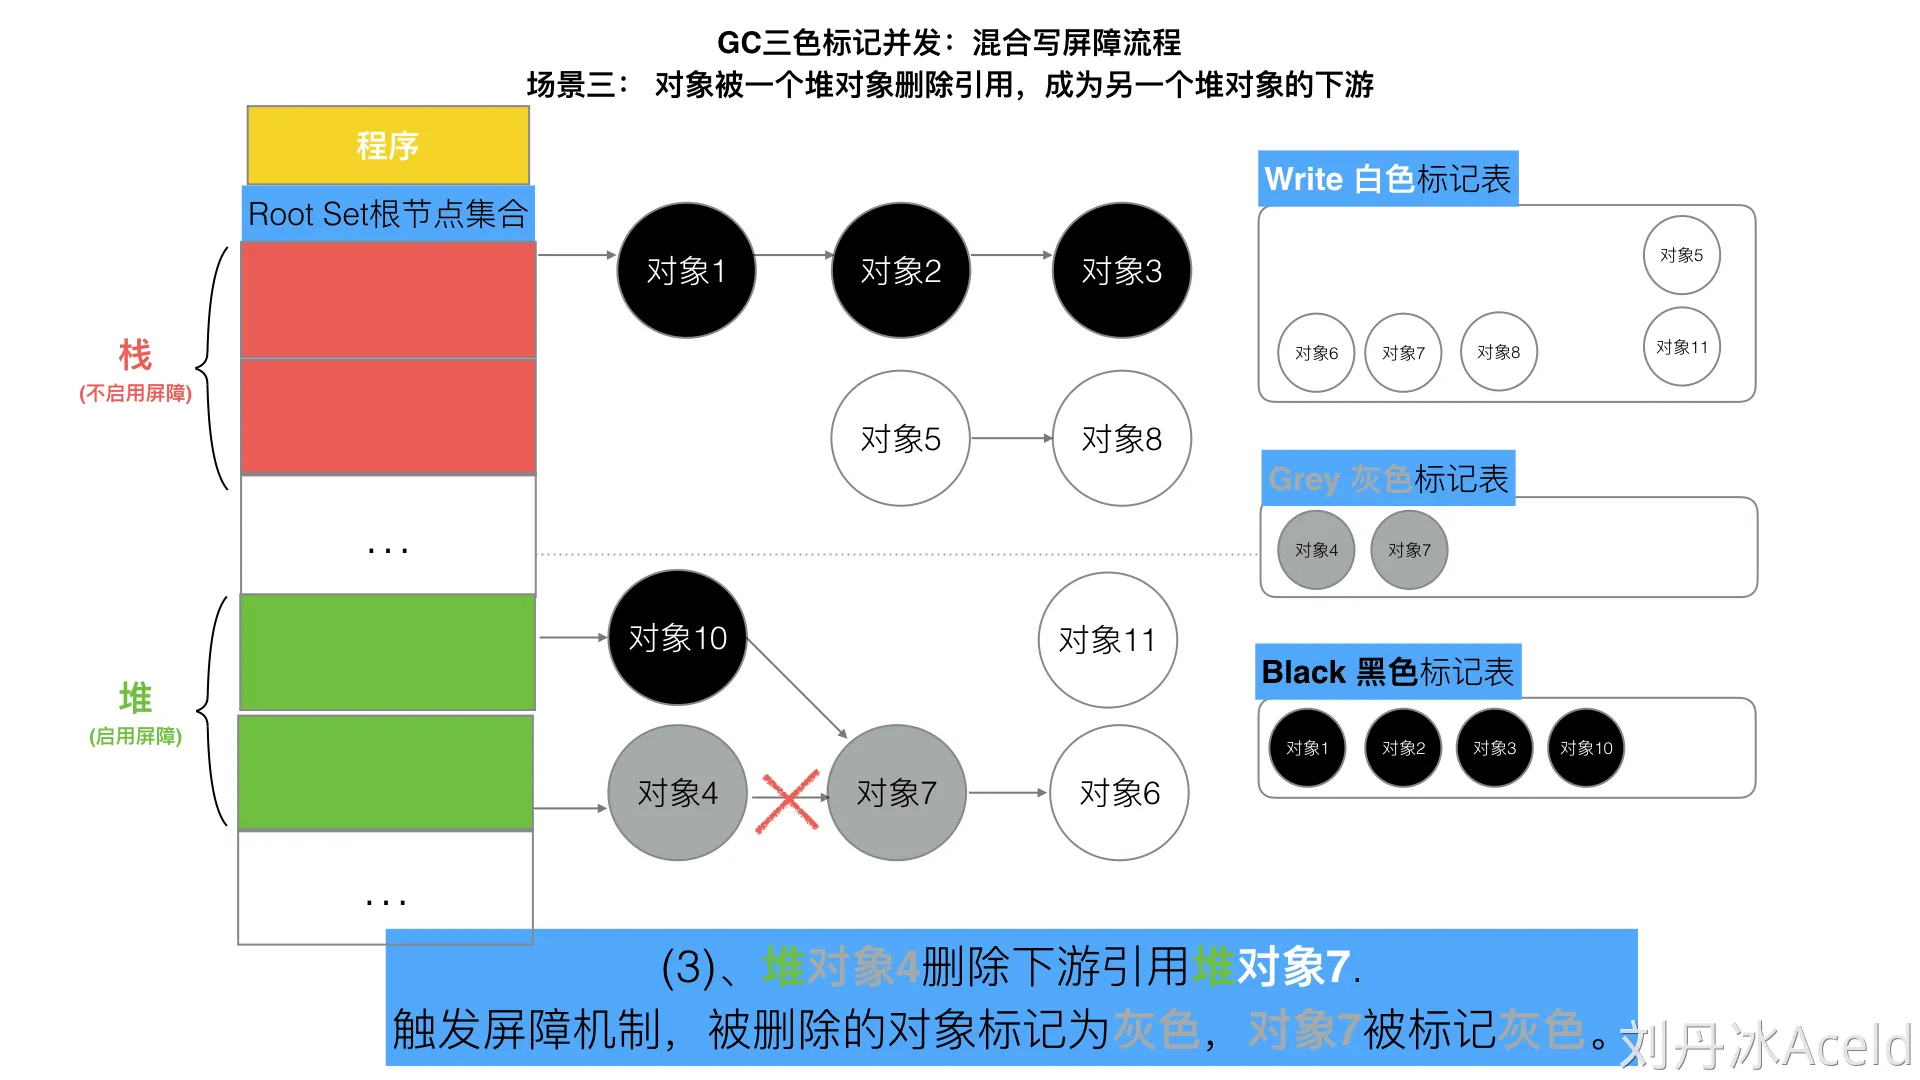 GC三色标记并发：混合写屏障流程
场景三： 对象被一个堆对象删除引用，成为另一个堆对象的下游
程序
Root Set根节点集合
栈
(不启用屏障)
...
堆
(启用屏障)
...
对象1
对象2
对象3
对象5
对象8
对象10
对象11
对象4
对象7
对象6
Write 白色标记表
对象5
对象6
对象7
对象8
对象11
Grey 灰色标记表
对象4
对象7
Black 黑色标记表
对象1
对象2
对象3
对象10
(3)、堆对象4删除下游引用堆对象7.
触发屏障机制，被删除的对象标记为灰色，对象7被标记灰色。
刘丹冰Aceld